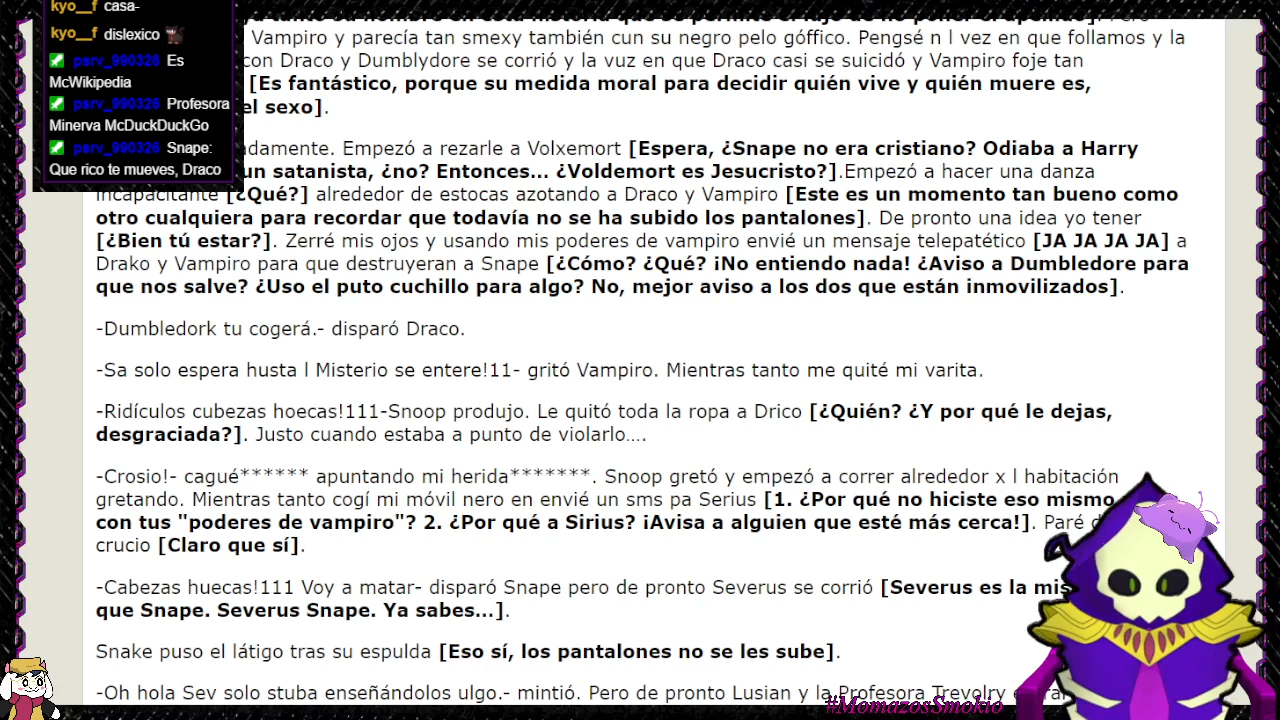 kyo__f casa-
kyo__f dislexico
psrv_990326 Es
McWikipedia
psrv_990326 Profesora
Minerva McDuckDuckGo
psrv_990326 Snape:
Que rico te mueves, Draco
Vampiro y parecía tan smexy también cun su negro pelo góffico. Pengsé n l vez en que follamos y la
con Draco y Dumblydore se corrió y la vuz en que Draco casi se suicidó y Vampiro foje tan
[Es fantástico, porque su medida moral para decidir quién vive y quién muere es,
el sexo].
adamente. Empezó a rezarle a Volxemort [Espera, ¿Snape no era cristiano? Odiaba a Harry
un satanista, ¿no? Entonces... ¿Voldemort es Jesucristo?].Empezó a hacer una danza
incapacitante [¿Qué?] alrededor de estocas azotando a Draco y Vampiro [Este es un momento tan bueno como
otro cualquiera para recordar que todavía no se ha subido los pantalones]. De pronto una idea yo tener
[¿Bien tú estar?]. Zerré mis ojos y usando mis poderes de vampiro envié un mensaje telepatético [JA JA JA JA] a
Drako y Vampiro para que destruyeran a Snape [¿Cómo? ¿Qué? ¡No entiendo nada! ¿Aviso a Dumbledore para
que nos salve? ¿Uso el puto cuchillo para algo? No, mejor aviso a los dos que están inmovilizados].
-Dumbledork tu cogerá.- disparó Draco.
-Sa solo espera husta l Misterio se entere!11- gritó Vampiro. Mientras tanto me quité mi varita.
-Ridículos cubezas hoecas!111-Snoop produjo. Le quitó toda la ropa a Drico [¿Quién? ¿Y por qué le dejas,
desgraciada?]. Justo cuando estaba a punto de violarlo....
-Crosio!- cagué****** apuntando mi herida*******. Snoop gretó y empezó a correr alrededor x l habitación
gretando. Mientras tanto cogí mi móvil nero en envié un sms pa Serius [1. ¿Por qué no hiciste eso mismo
con tus "poderes de vampiro"? 2. ¿Por qué a Sirius? ¡Avisa a alguien que esté más cerca!]. Paré
crucio [Claro que sí].
-Cabezas huecas!111 Voy a matar- disparó Snape pero de pronto Severus se corrió [Severus es la
que Snape. Severus Snape. Ya sabes...].
Snake puso el látigo tras su espulda [Eso sí, los pantalones no se les sube].
-Oh hola Sev solo stuba enseñándolos ulgo.- mintió. Pero de pronto Lusian y la Profesora Trevolry
#MomazosSmokio